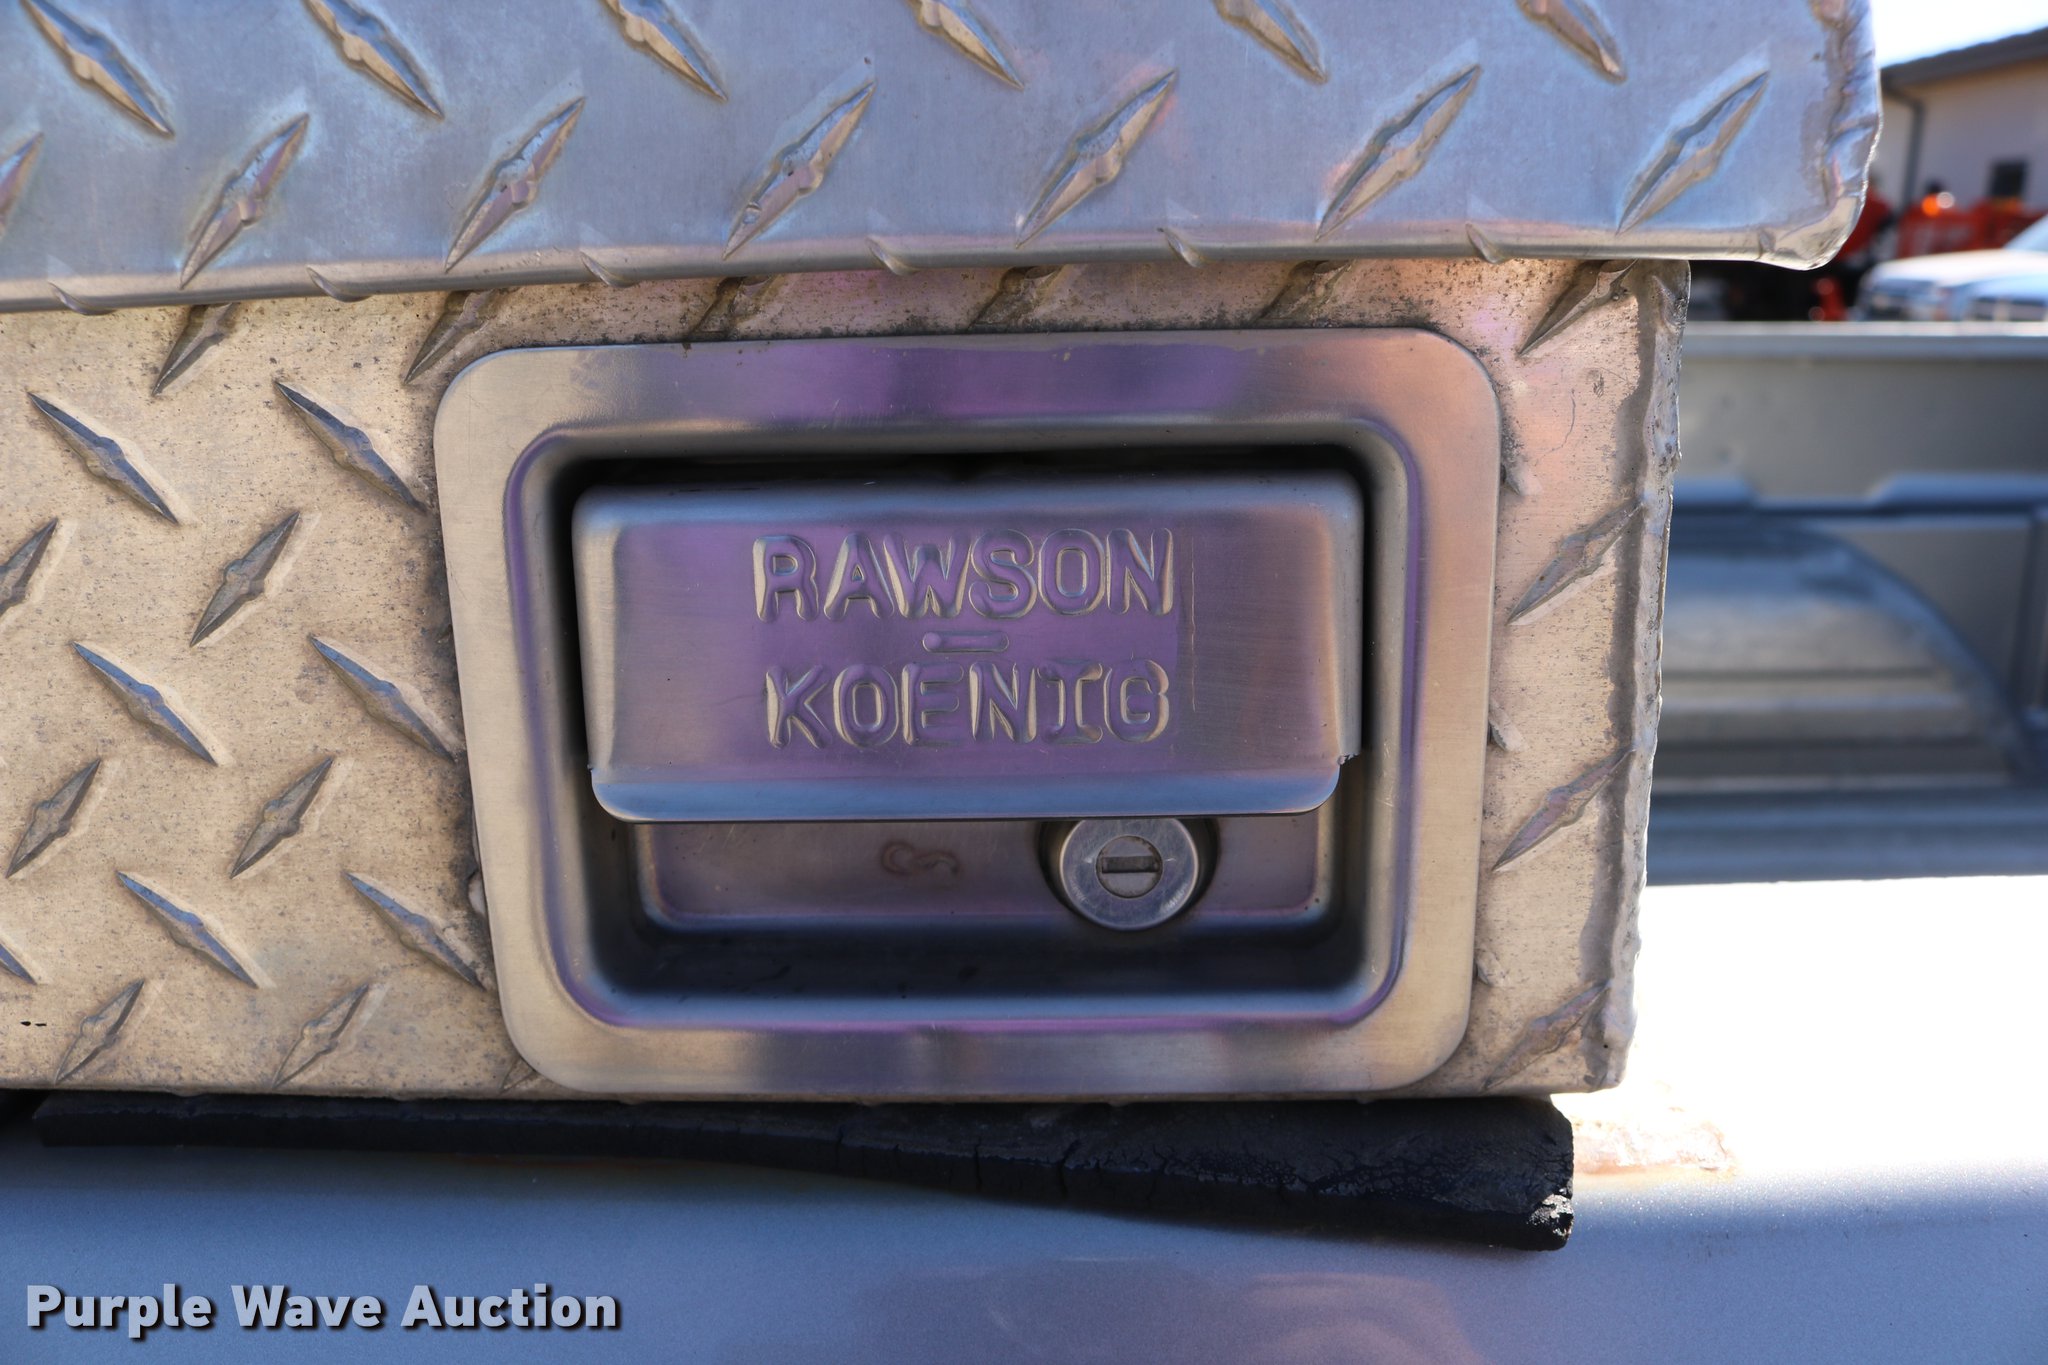 RAWSON
-
KOENIG
Purple Wave Auction